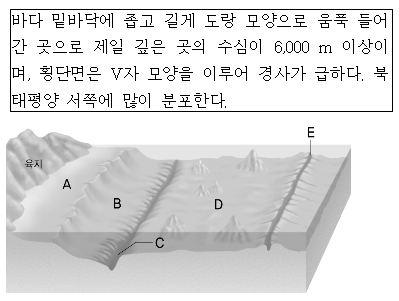 바다 밑바닥에 좁고 길게 도랑 모양으로 움푹 들어
간 곳으로 제일 깊은 곳의 수심이 6,000 m 이상이
며, 횡단면은 V자 모양을 이루어 경사가 급하다. 북
태평양 서쪽에 많이 분포한다.
E
육지
A
B
D
C